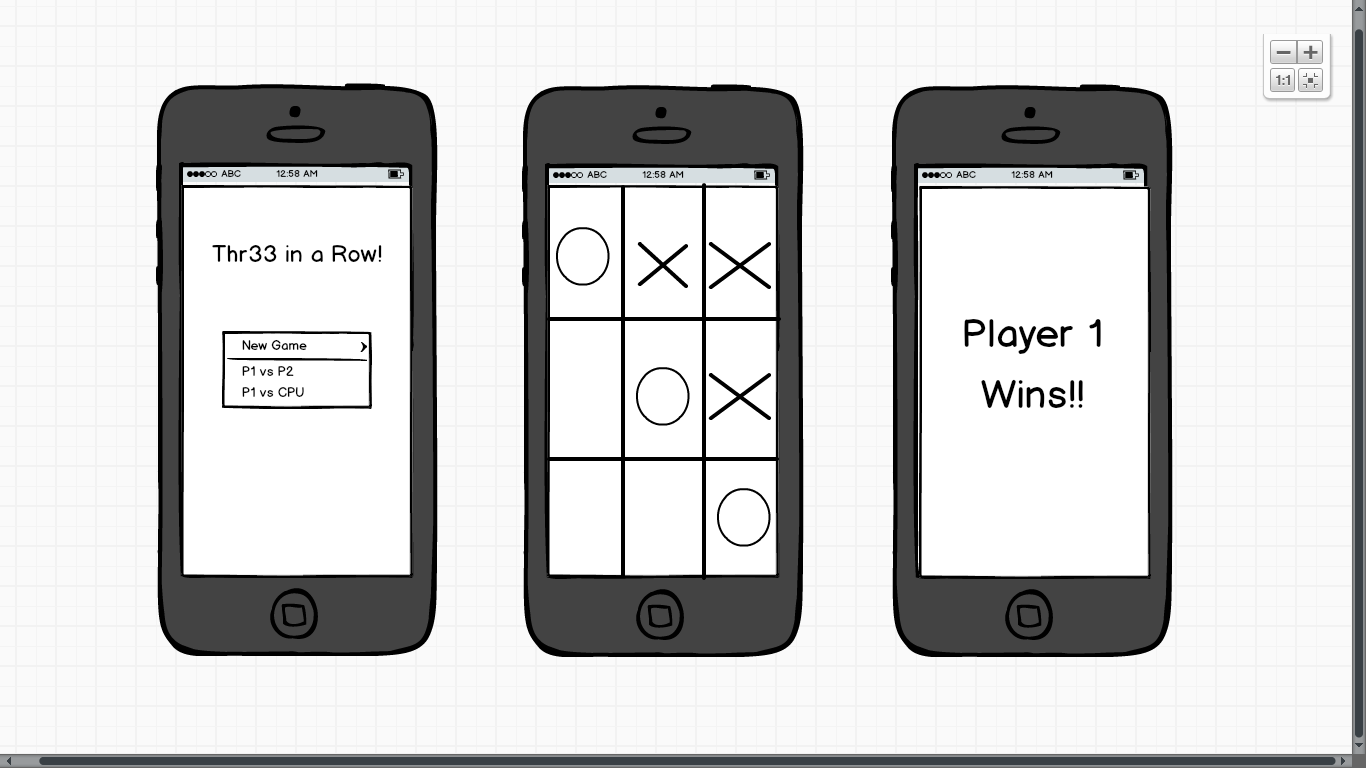 ABC 12:58 AM
Thr33 in a Row!
New Game
P1 vs P2
P1 vs CPU
ABC 12:58 AM
ABC 12:58 AM
Player 1
Wins!!
1:1